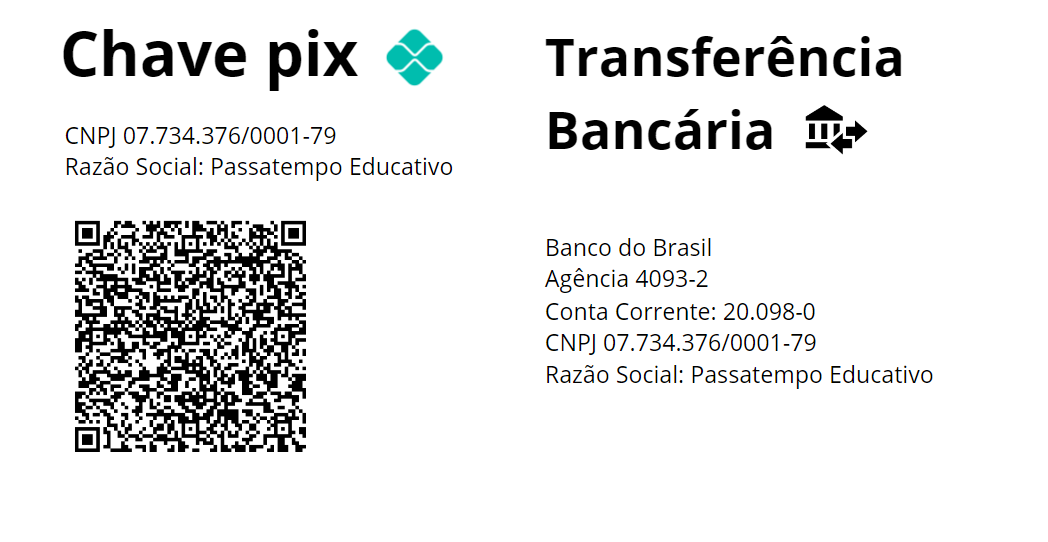 Chave pix
CNPJ 07.734.376/0001-79
Razão Social: Passatempo Educativo
Transferência
Bancária
Banco do Brasil
Agência 4093-2
Conta Corrente: 20.098-0
CNPJ 07.734.376/0001-79
Razão Social: Passatempo Educativo